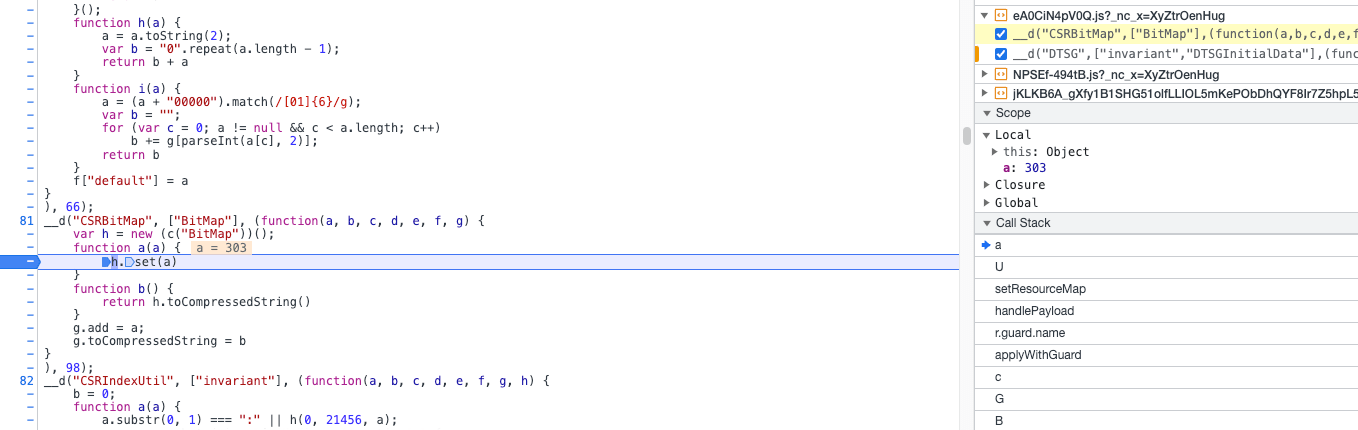 }();
function h(a) {
a = a.toString(2);
var b = "0".repeat(a.length - 1);
return b + a
}
function i(a) {
a = (a + "00000").match(/[01]{6}/g);
var b = "";
for (var c = 0; a != null && c < a.length; c++)
b += g[parseInt(a[c], 2)];
return b
}
f["default"] = a
}
), 66);
81 __d("CSRBitMap", ["BitMap"], (function(a, b, c, d, e, f, g) {
var h = new (c("BitMap"))();
function a(a) { a = 303
h.set(a)
}
function b() {
return h.toCompressedString()
}
g.add = a;
g.toCompressedString = b
}
), 98);
82 __d("CSRIndexUtil", ["invariant"], (function(a, b, c, d, e, f, g, h) {
b = 0;
function a(a) {
a.substr(0, 1) === ":" || h(0, 21456, a);
eA0CiN4pV0Q.js?_nc_x=XyZtrOenHug
__d("CSRBitMap",["BitMap"],(function(a,b,c,d,e,f
__d("DTSG",["invariant","DTSGInitialData"],(func
NPSEf-494tB.js?_nc_x=XyZtrOenHug
Scope
Local
this: Object
a: 303
Closure
Global
Call Stack
a
U
setResourceMap
handlePayload
r.guard.name
applyWithGuard
c
G
B